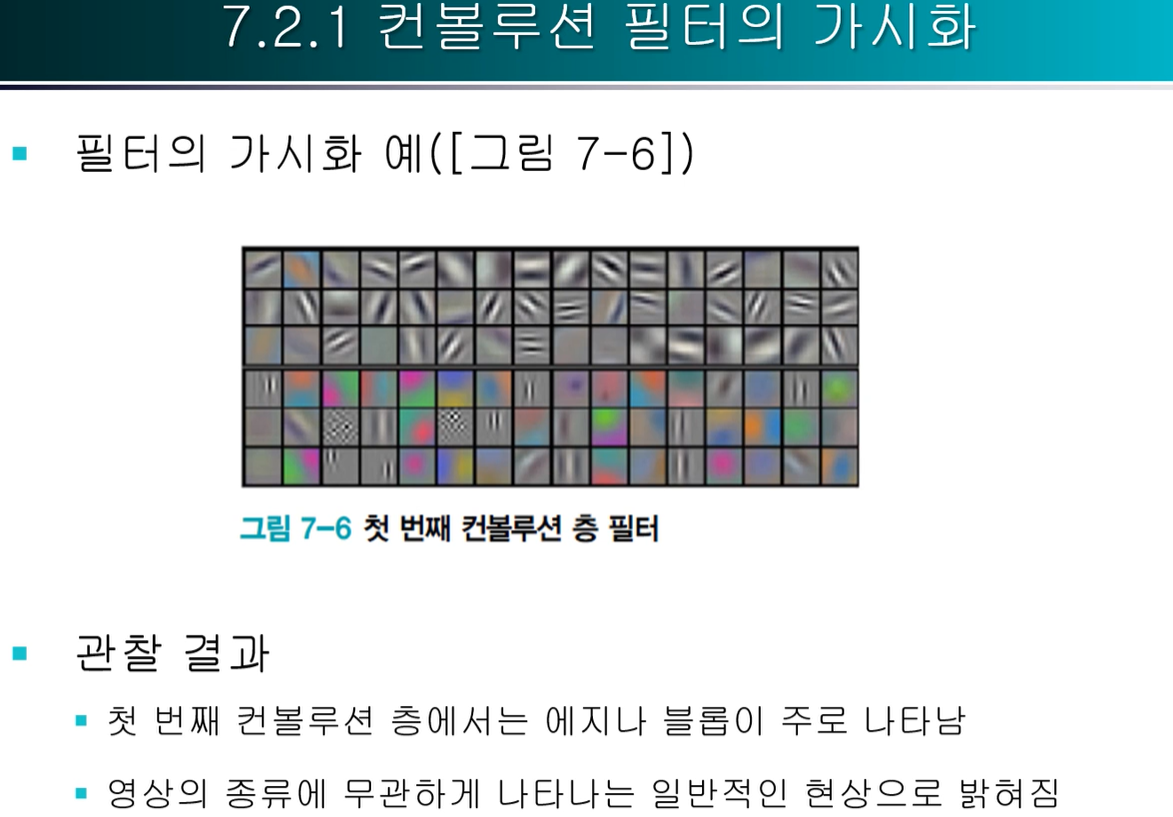 7.2.1 컨볼루션 필터의 가시화
필터의 가시화 예([그림 7-6])
그림 7-6 첫 번째 컨볼루션 층 필터
관찰 결과
첫 번째 컨볼루션 층에서는 에지나 블롭이 주로 나타남
영상의 종류에 무관하게 나타나는 일반적인 현상으로 밝혀짐